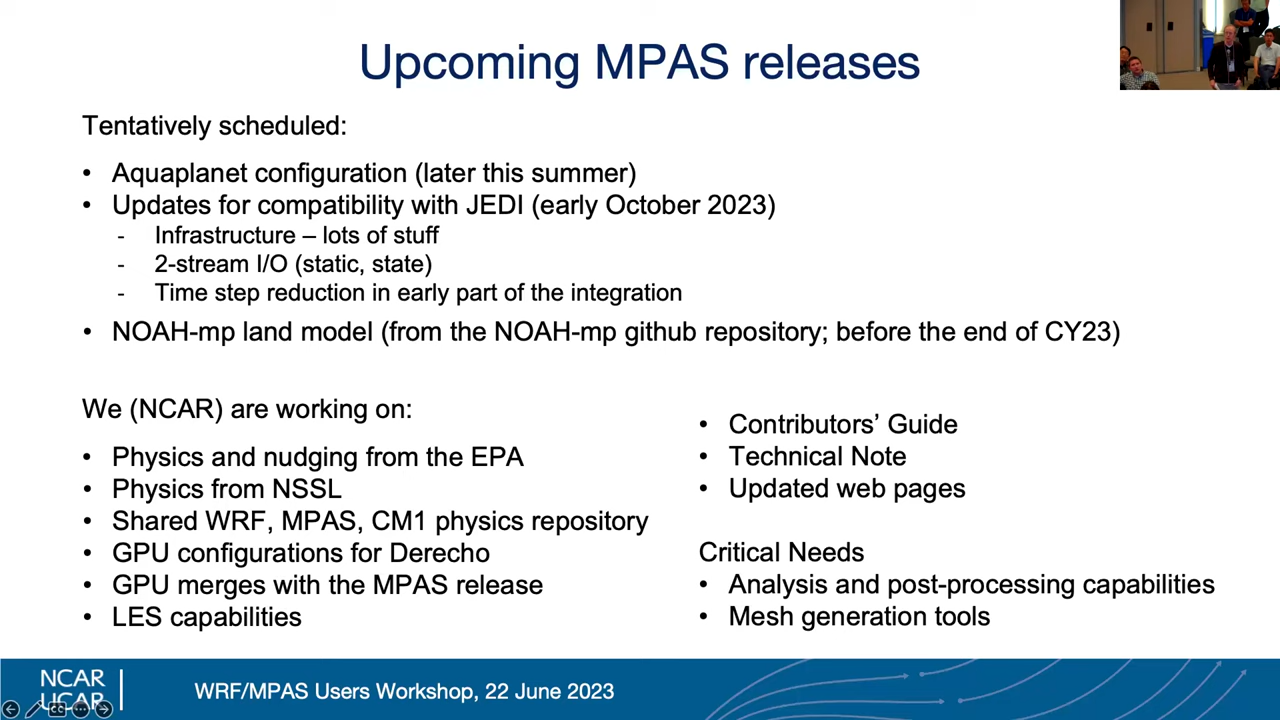 Upcoming MPAS releases
Tentatively scheduled:
• Aquaplanet configuration (later this summer)
• Updates for compatibility with JEDI (early October 2023)
- Infrastructure – lots of stuff
- 2-stream I/O (static, state)
- Time step reduction in early part of the integration
• NOAH-mp land model (from the NOAH-mp github repository; before the end of CY23)
We (NCAR) are working on:
• Physics and nudging from the EPA
• Physics from NSSL
• Shared WRF, MPAS, CM1 physics repository
• GPU configurations for Derecho
• GPU merges with the MPAS release
• LES capabilities
• Contributors’ Guide
• Technical Note
• Updated web pages
Critical Needs
• Analysis and post-processing capabilities
• Mesh generation tools
NCAR
UCAR
WRF/MPAS Users Workshop, 22 June 2023